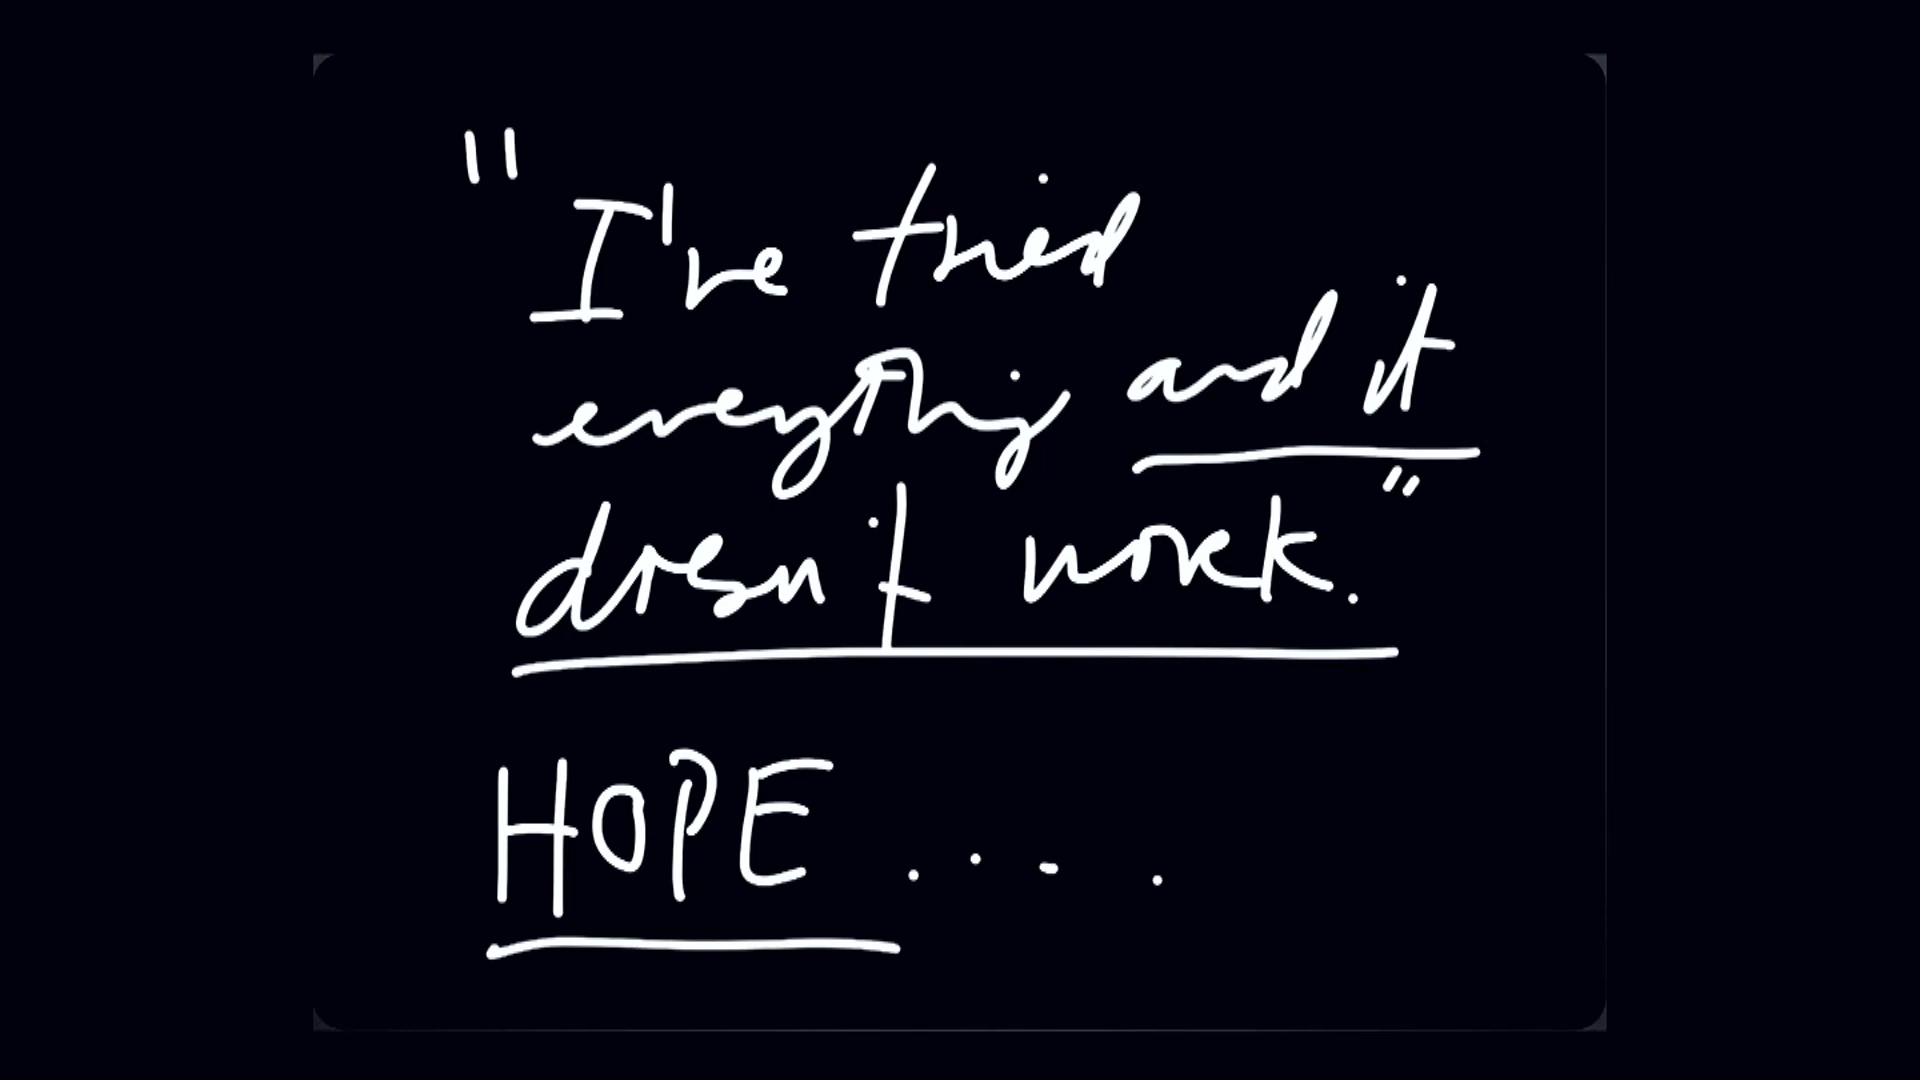 "I've tried
everything and it
doesn't work."
HOPE....